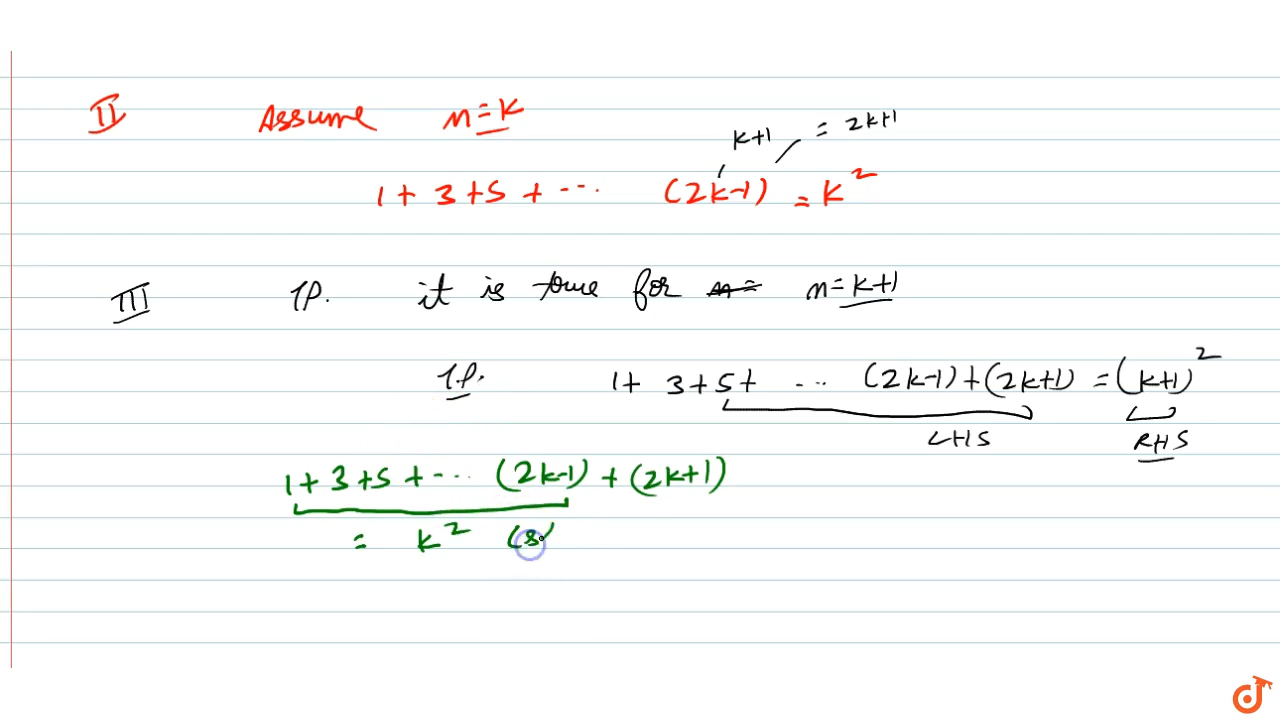 II Assume n=k
k+1 = 2k+1
1 + 3 + 5 + ... (2k-1) = k²
III T.P. it is true for n= n=k+1
T.P. 1 + 3 + 5 + ... (2k-1) + (2k+1) = (k+1)²
LHS RHS
1 + 3 + 5 + ... (2k-1) + (2k+1)
= k² (